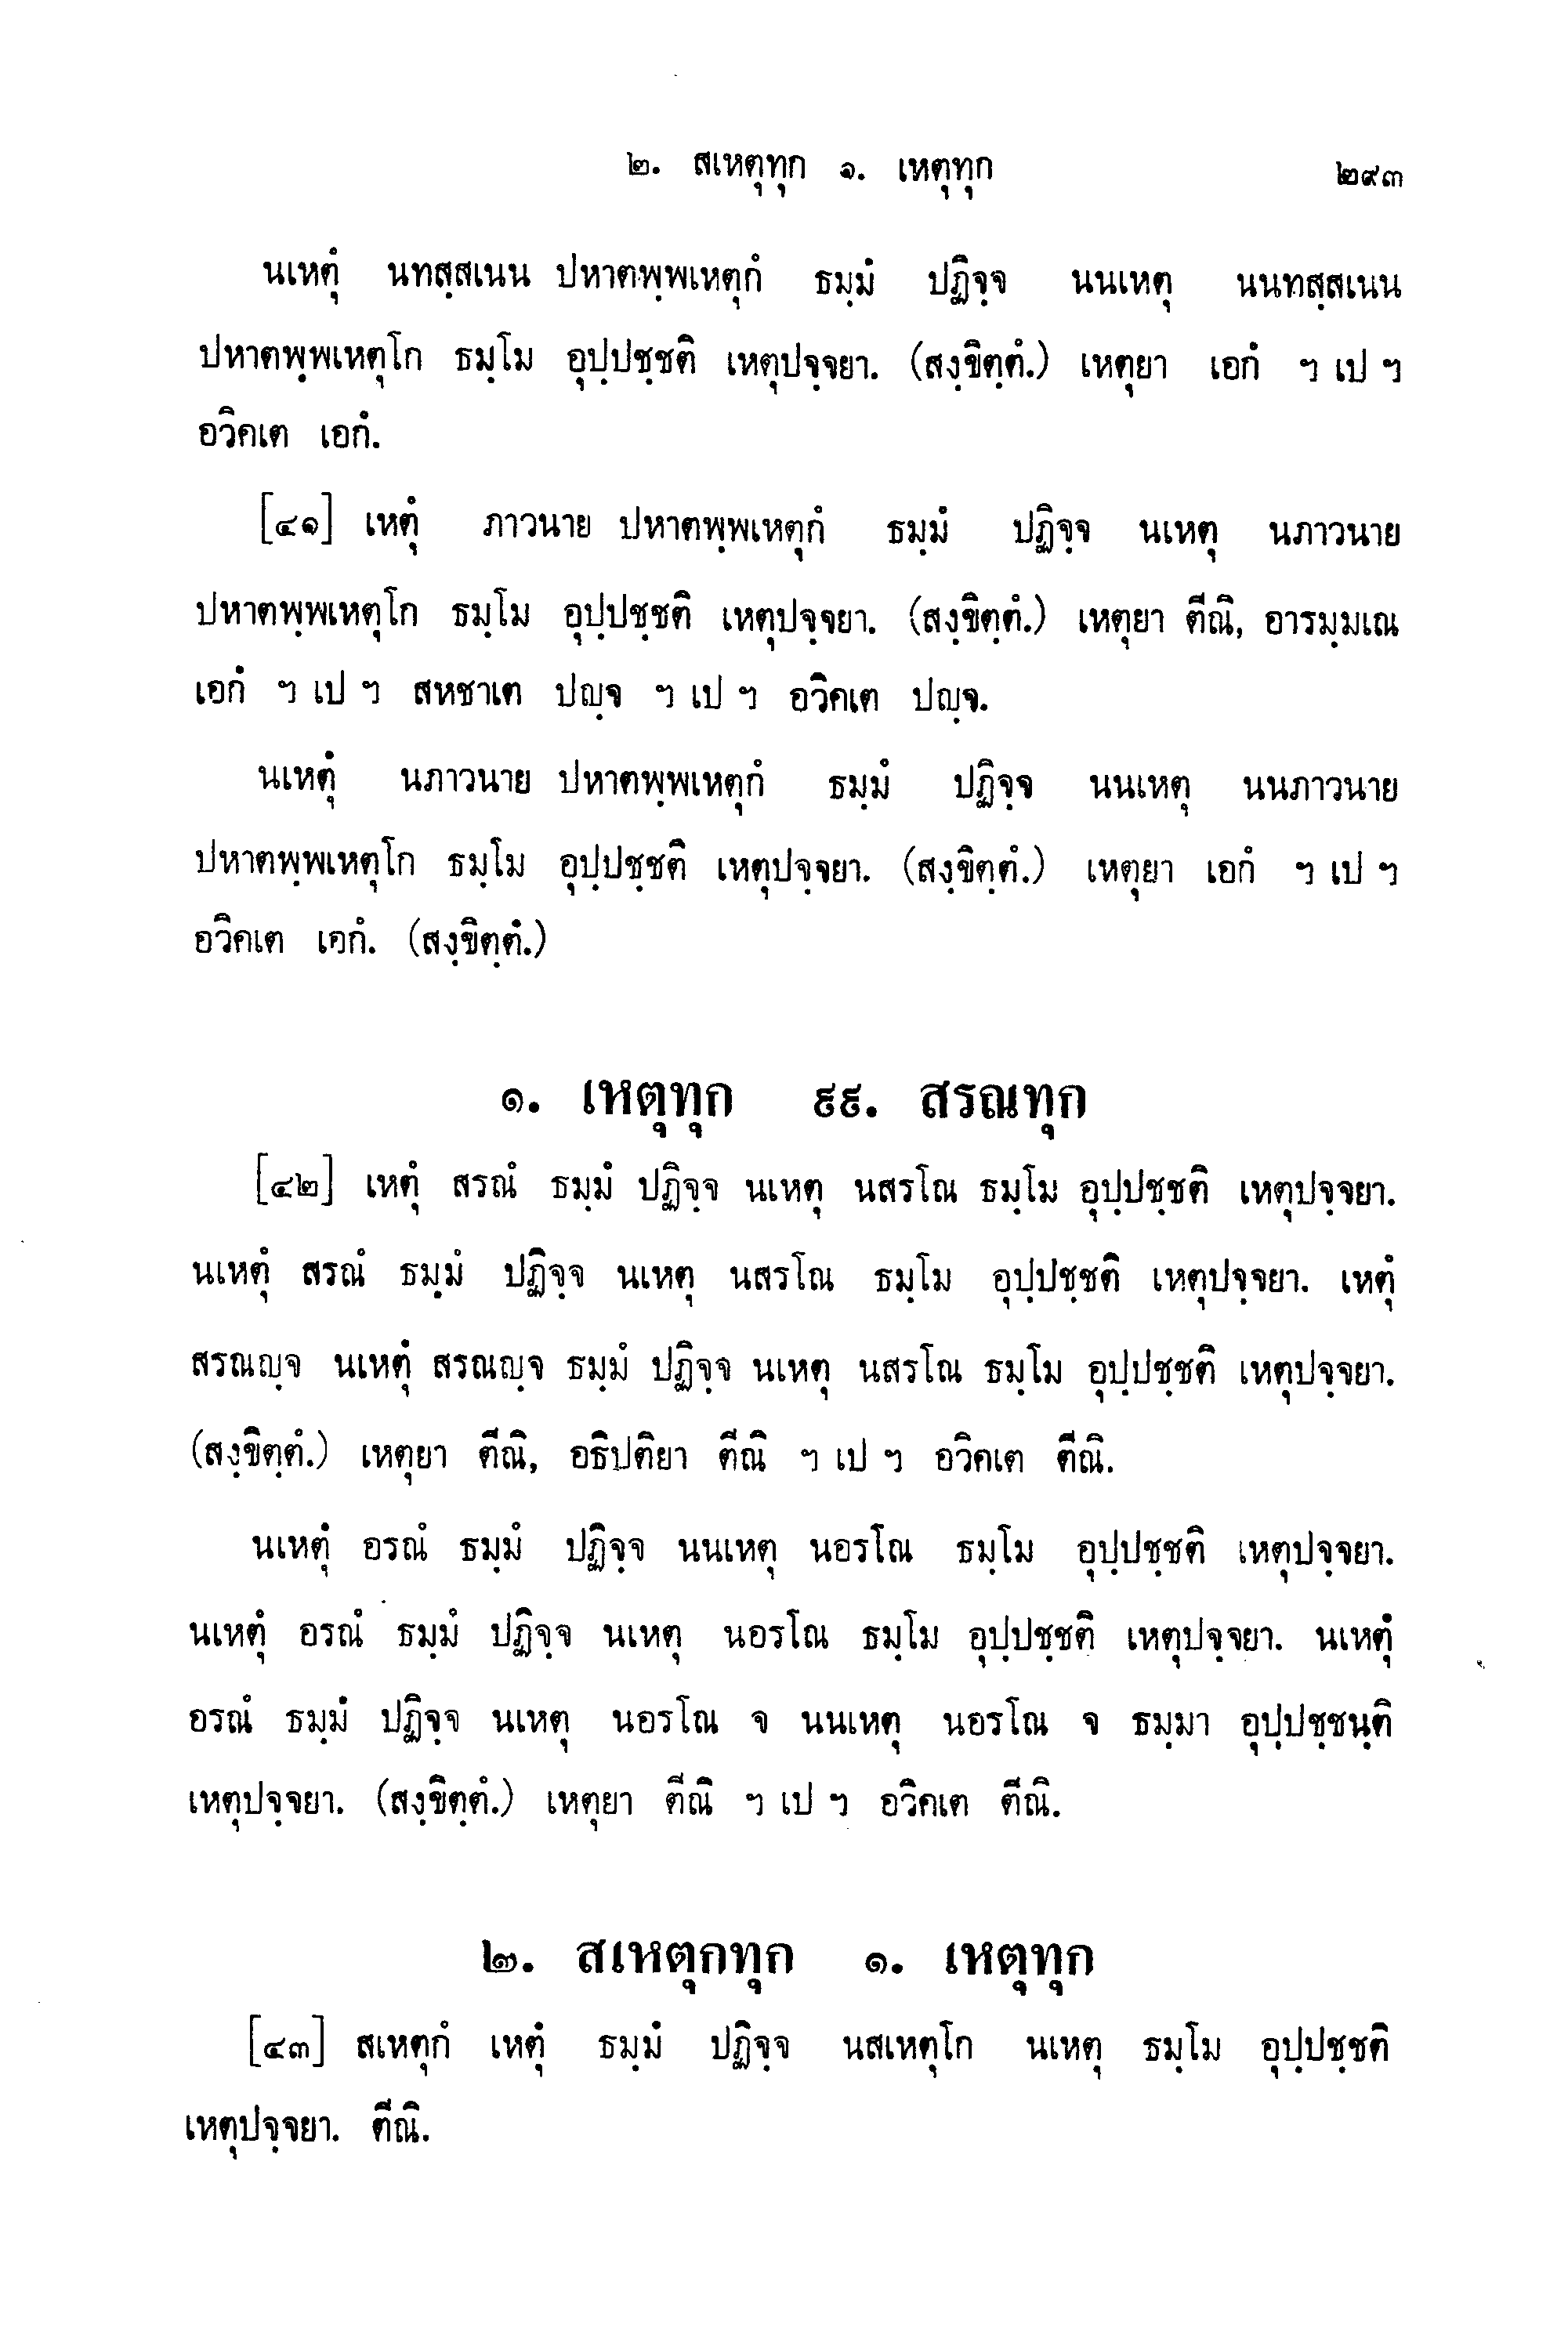 ๒. สเหตุทุก ๑. เหตุทุก ๒๙๓
นเหตุํ นทสฺสเนน ปหาตพฺพเหตุกํ ธมฺมํ ปฏิจฺจ นนเหตุ นนทสฺสเนน
ปหาตพฺพเหตุโก ธมฺโม อุปฺปชฺชติ เหตุปจฺจยา. (สงฺขิตฺตํ.) เหตุยา เอกํ ฯ เป ฯ
อวิคเต เอกํ.
[๔๑] เหตุํ ภาวนาย ปหาตพฺพเหตุกํ ธมฺมํ ปฏิจฺจ นเหตุ นภาวนาย
ปหาตพฺพเหตุโก ธมฺโม อุปฺปชฺชติ เหตุปจฺจยา. (สงฺขิตฺตํ.) เหตุยา ตีณิ, อารมฺมเณ
เอกํ ฯ เป ฯ สหชาเต ปญฺจ ฯ เป ฯ อวิคเต ปญฺจ.
นเหตุํ นภาวนาย ปหาตพฺพเหตุกํ ธมฺมํ ปฏิจฺจ นนเหตุ นนภาวนาย
ปหาตพฺพเหตุโก ธมฺโม อุปฺปชฺชติ เหตุปจฺจยา. (สงฺขิตฺตํ.) เหตุยา เอกํ ฯ เป ฯ
อวิคเต เอกํ. (สงฺขิตฺตํ.)
๑. เหตุทุก ๙๙. สรณทุก
[๔๒] เหตุํ สรณํ ธมฺมํ ปฏิจฺจ นเหตุ นสรโณ ธมฺโม อุปฺปชฺชติ เหตุปจฺจยา.
นเหตุํ สรณํ ธมฺมํ ปฏิจฺจ นเหตุ นสรโณ ธมฺโม อุปฺปชฺชติ เหตุปจฺจยา. เหตุํ
สรณญฺจ นเหตุํ สรณญฺจ ธมฺมํ ปฏิจฺจ นเหตุ นสรโณ ธมฺโม อุปฺปชฺชติ เหตุปจฺจยา.
(สงฺขิตฺตํ.) เหตุยา ตีณิ, อธิปติยา ตีณิ ฯ เป ฯ อวิคเต ตีณิ.
นเหตุํ อรณํ ธมฺมํ ปฏิจฺจ นนเหตุ นอรโณ ธมฺโม อุปฺปชฺชติ เหตุปจฺจยา.
นเหตุํ อรณํ ธมฺมํ ปฏิจฺจ นเหตุ นอรโณ ธมฺโม อุปฺปชฺชติ เหตุปจฺจยา. นเหตุํ
อรณํ ธมฺมํ ปฏิจฺจ นเหตุ นอรโณ จ นนเหตุ นอรโณ จ ธมฺมา อุปฺปชฺชนฺติ
เหตุปจฺจยา. (สงฺขิตฺตํ.) เหตุยา ตีณิ ฯ เป ฯ อวิคเต ตีณิ.
๒. สเหตุกทุก ๑. เหตุทุก
[๔๓] สเหตุกํ เหตุํ ธมฺมํ ปฏิจฺจ นสเหตุโก นเหตุ ธมฺโม อุปฺปชฺชติ
เหตุปจฺจยา. ตีณิ.